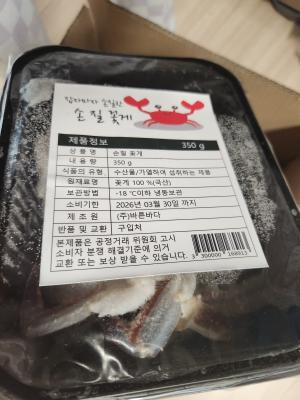 잡자마자 손질한
손질 꽃게
제품정보 350 g
상 품 명 손질 꽃게
내 용 량 350 g
식품의 유형 수산물/가열하여 섭취하는 제품
원재료명 꽃게 100 %(국산)
보관방법 -18 ℃이하 냉동보관
소비기한 2026년 03월 30일 까지
제 조 원 (주)바른바다
반품 및 교환 구입처
본제품은 공정거래 위원회 고시
소비자 분쟁 해결기준에 의거
교환 또는 보상 받을 수 있습니다.